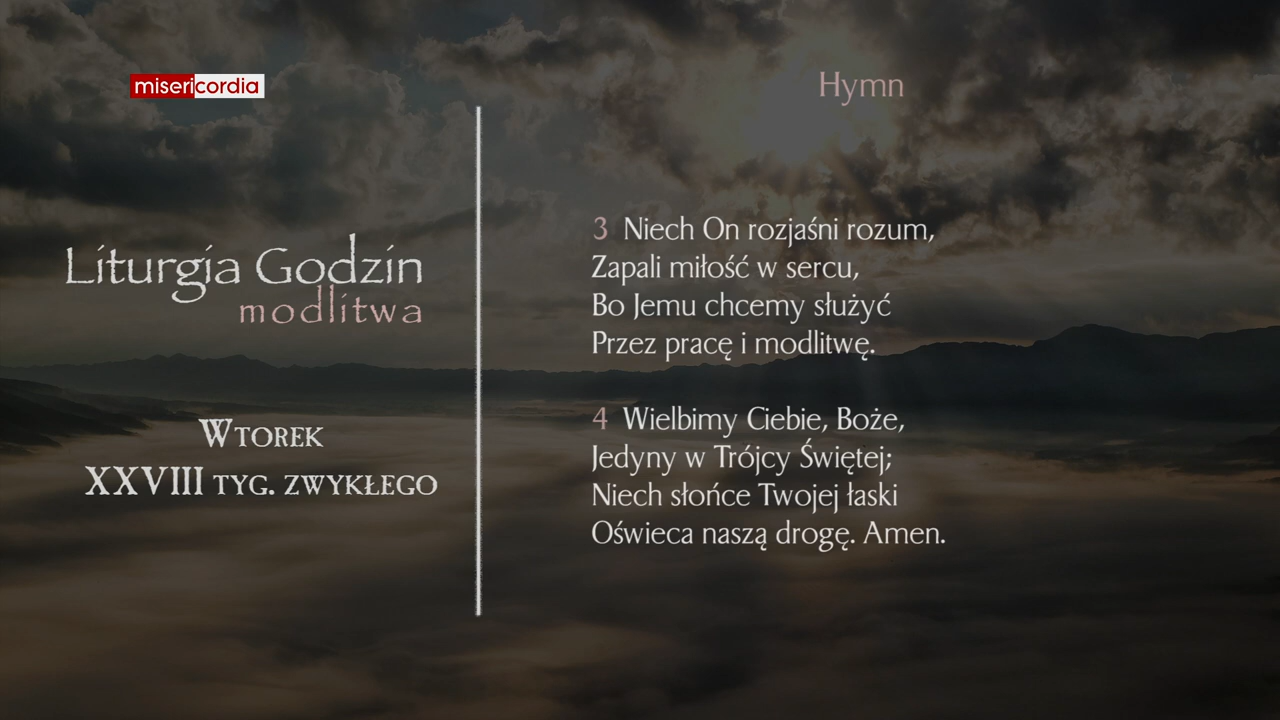 misericordia
Liturgia Godzin
modlitwa
Wtorek
XXVIII tyg. zwykłego
Hymn
3 Niech On rozjaśni rozum,
Zapali miłość w sercu,
Bo Jemu chcemy służyć
Przez pracę i modlitwę.
4 Wielbimy Ciebie, Boże,
Jedyny w Trójcy Świętej;
Niech słońce Twojej łaski
Oświeca naszą drogę. Amen.